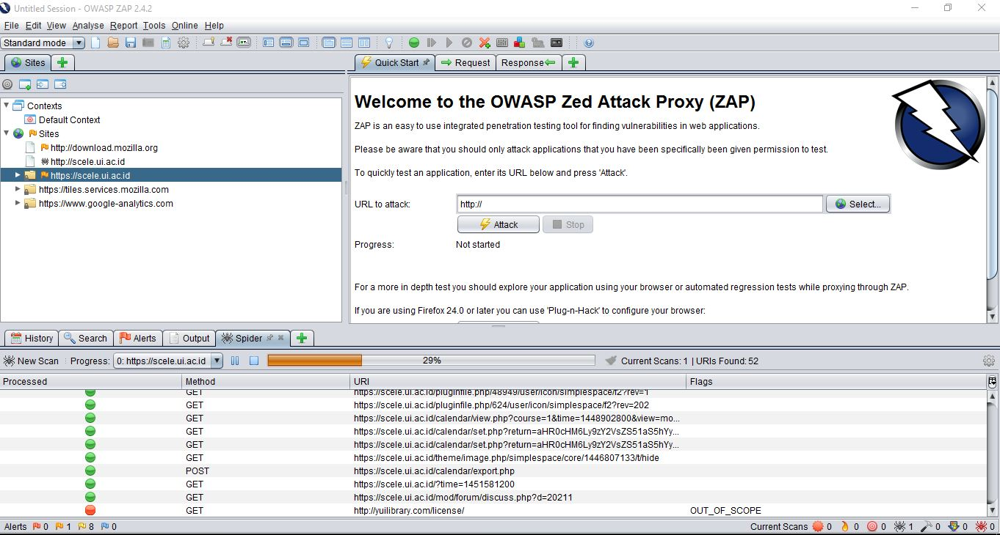 Untitled Session - OWASP ZAP 2.4.2
File Edit View Analyse Report Tools Online Help
Standard mode
Sites
Quick Start Request Response
Contexts
Default Context
Sites
http://download.mozilla.org
http://scele.ui.ac.id
https://scele.ui.ac.id
https://tiles.services.mozilla.com
https://www.google-analytics.com
Welcome to the OWASP Zed Attack Proxy (ZAP)
ZAP is an easy to use integrated penetration testing tool for finding vulnerabilities in web applications.
Please be aware that you should only attack applications that you have been specifically been given permission to test.
To quickly test an application, enter its URL below and press 'Attack'.
URL to attack: http:// Select...
Attack Stop
Progress: Not started
For a more in depth test you should explore your application using your browser or automated regression tests while proxying through ZAP.
If you are using Firefox 24.0 or later you can use 'Plug-n-Hack' to configure your browser:
History Search Alerts Output Spider
New Scan Progress: 0: https://scele.ui.ac.id 29% Current Scans: 1 | URIs Found: 52
Processed Method URI Flags
GET https://scele.ui.ac.id/pluginfile.php/48949/user/icon/simplespace/f2?rev=1
GET https://scele.ui.ac.id/pluginfile.php/624/user/icon/simplespace/f2?rev=202
GET https://scele.ui.ac.id/calendar/view.php?course=1&time=1448902800&view=mo...
GET https://scele.ui.ac.id/calendar/set.php?return=aHR0cHM6Ly9zY2VsZS51aS5hYy...
GET https://scele.ui.ac.id/calendar/set.php?return=aHR0cHM6Ly9zY2VsZS51aS5hYy...
GET https://scele.ui.ac.id/theme/image.php/simplespace/core/1446807133/t/hide
POST https://scele.ui.ac.id/calendar/export.php
GET https://scele.ui.ac.id/?time=1451581200
GET https://scele.ui.ac.id/mod/forum/discuss.php?d=20211
GET http://yuilibrary.com/license/ OUT_OF_SCOPE
Alerts 0 1 8 0 Current Scans 0 0 0 1 0 0 0